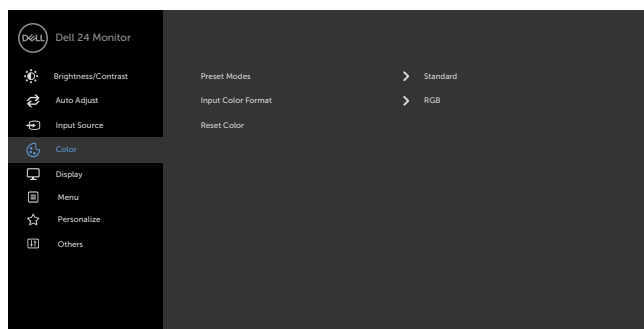 DELL Dell 24 Monitor
Brightness/Contrast Preset Modes Standard
Auto Adjust Input Color Format RGB
Input Source Reset Color
Color
Display
Menu
Personalize
Others